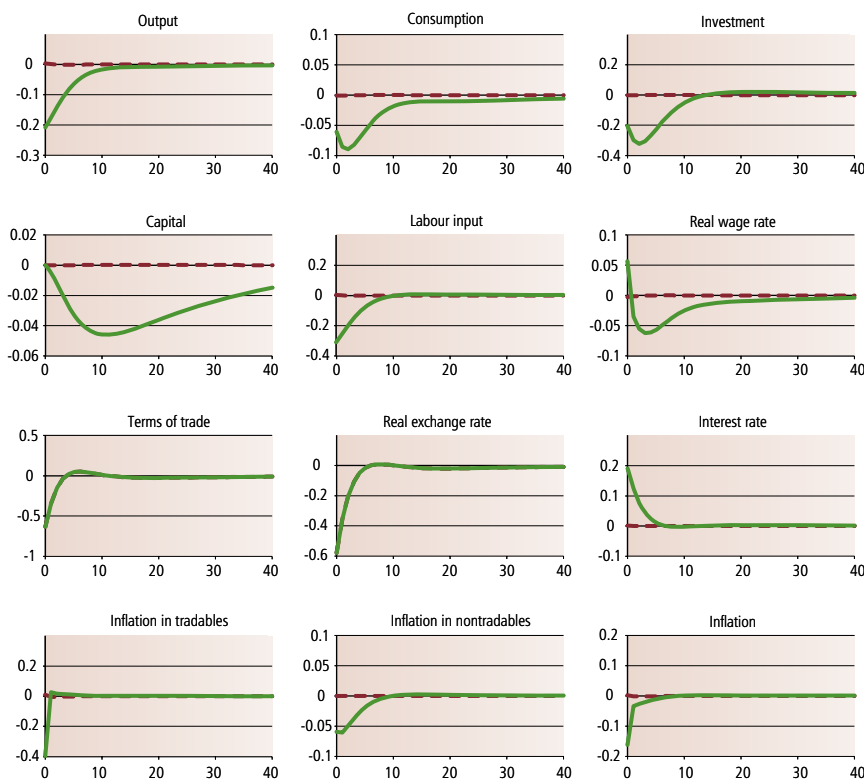 Output
0
-0.1
-0.2
-0.3
0 10 20 30 40
Consumption
0.1
0.05
0
-0.05
-0.1
0 10 20 30 40
Investment
0.2
0
-0.2
-0.4
0 10 20 30 40
Capital
0.02
0
-0.02
-0.04
-0.06
0 10 20 30 40
Labour input
0.2
0
-0.2
-0.4
0 10 20 30 40
Real wage rate
0.1
0.05
0
-0.05
-0.1
0 10 20 30 40
Terms of trade
0.5
0
-0.5
-1
0 10 20 30 40
Real exchange rate
0
-0.2
-0.4
-0.6
0 10 20 30 40
Interest rate
0.2
0.1
0
-0.1
0 10 20 30 40
Inflation in tradables
0.2
0
-0.2
-0.4
0 10 20 30 40
Inflation in nontradables
0.1
0.05
0
-0.05
-0.1
0 10 20 30 40
Inflation
0.2
0.1
0
-0.1
-0.2
0 10 20 30 40